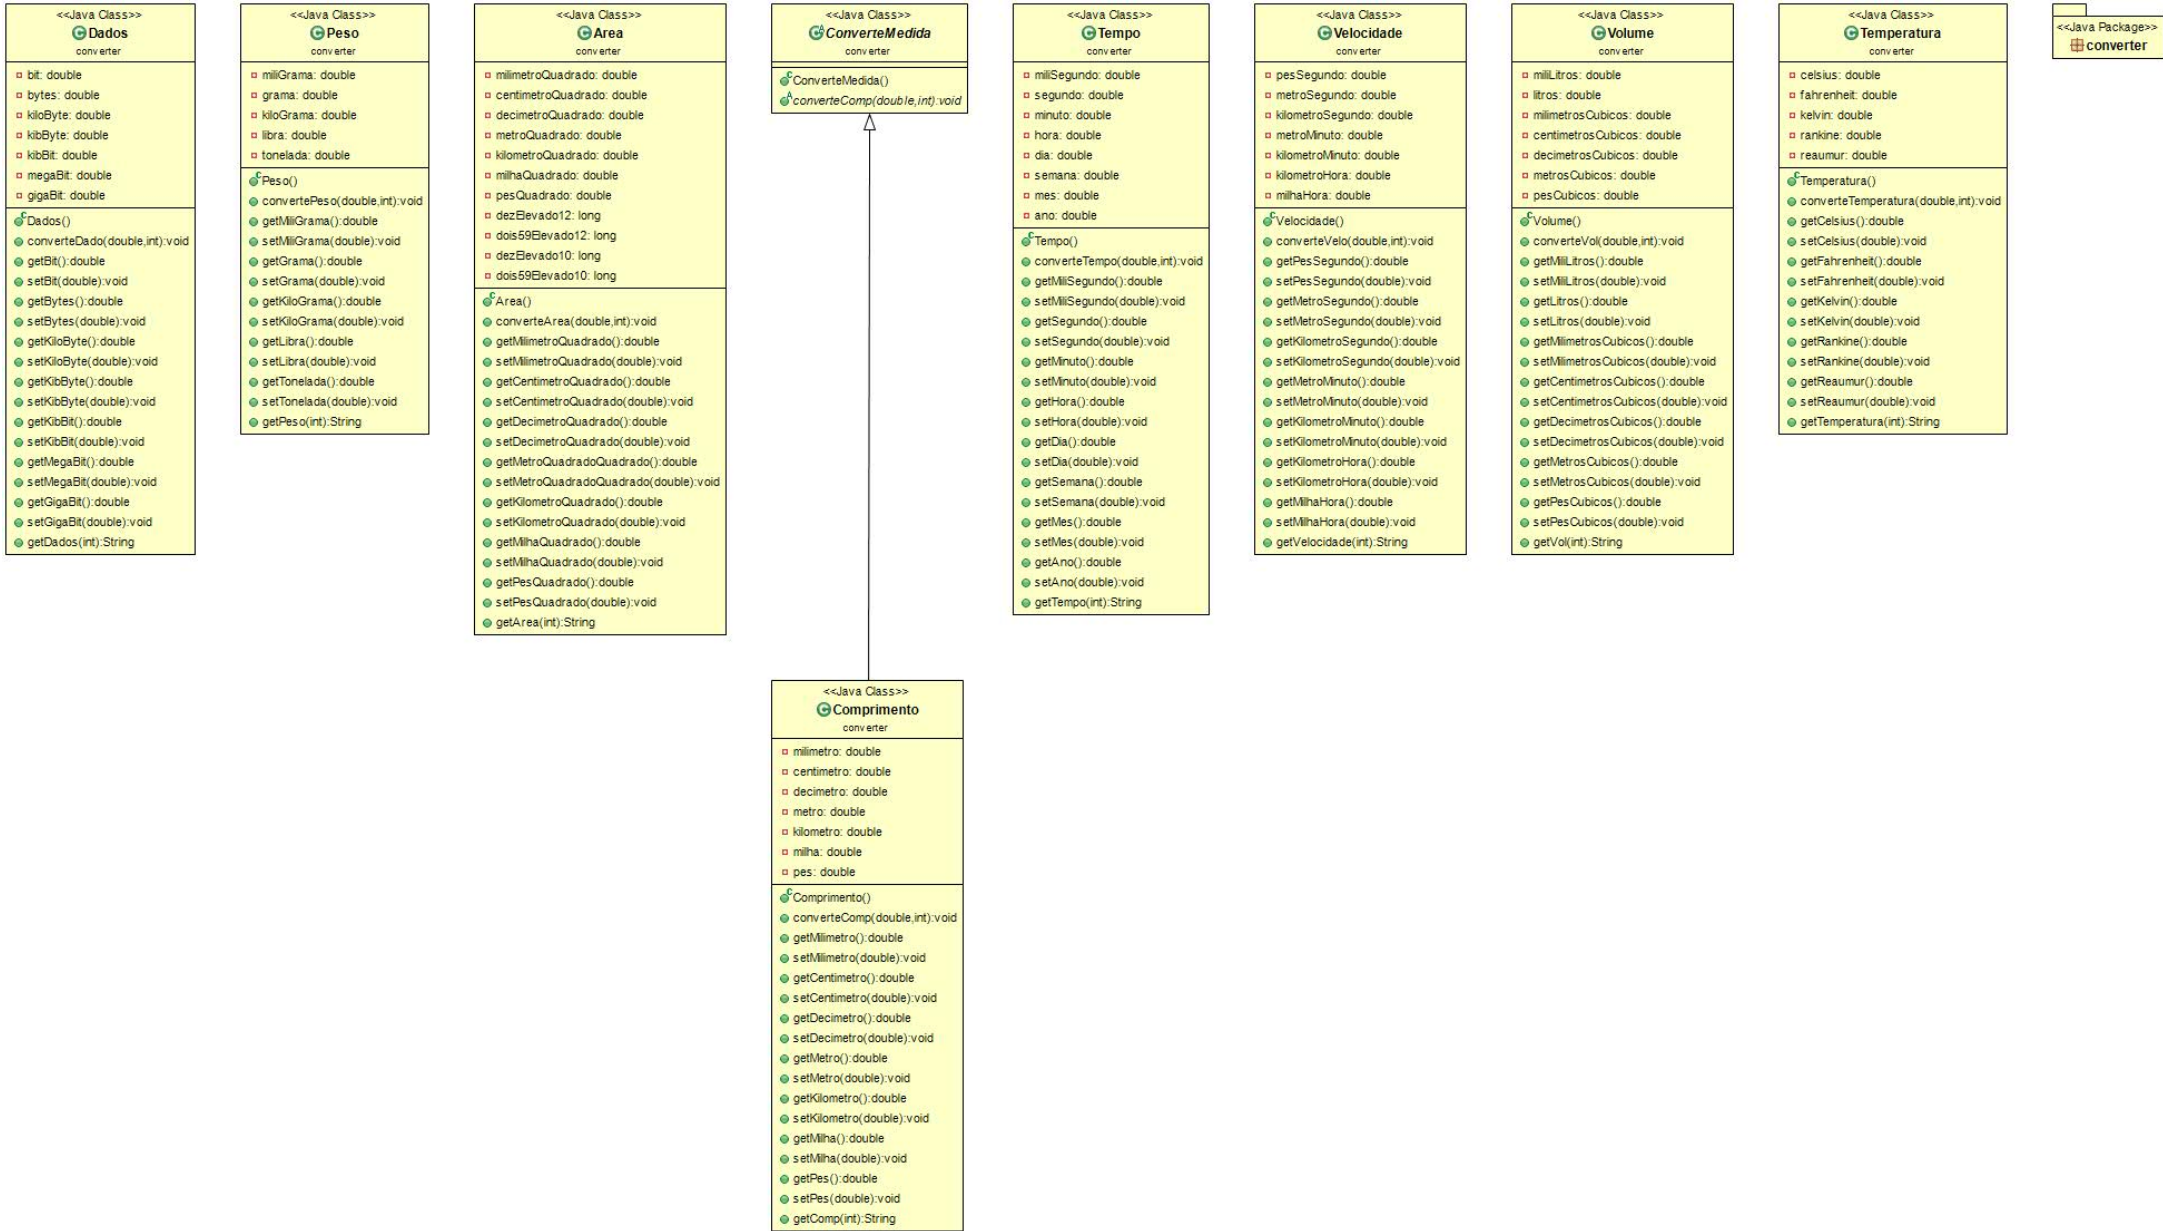 <<Java Class>>
Dados
converter
bit: double
bytes: double
kiloByte: double
kibByte: double
kibBit: double
megaBit: double
gigaBit: double
Dados()
converteDado(double,int):void
getBit():double
setBit(double):void
getBytes():double
setBytes(double):void
getKiloByte():double
setKiloByte(double):void
getKibByte():double
setKibByte(double):void
getKibBit():double
setKibBit(double):void
getMegaBit():double
setMegaBit(double):void
getGigaBit():double
setGigaBit(double):void
getDados(int):String
<<Java Class>>
Peso
converter
miliGrama: double
grama: double
kiloGrama: double
libra: double
tonelada: double
Peso()
convertePeso(double,int):void
getMiliGrama():double
setMiliGrama(double):void
getGrama():double
setGrama(double):void
getKiloGrama():double
setKiloGrama(double):void
getLibra():double
setLibra(double):void
getTonelada():double
setTonelada(double):void
getPeso(int):String
<<Java Class>>
Area
converter
milimetroQuadrado: double
centimetroQuadrado: double
decimetroQuadrado: double
metroQuadrado: double
kilometroQuadrado: double
milhaQuadrado: double
pesQuadrado: double
dezElevado12: long
dois59Elevado12: long
dezElevado10: long
dois59Elevado10: long
Area()
converteArea(double,int):void
getMilimetroQuadrado():double
setMilimetroQuadrado(double):void
getCentimetroQuadrado():double
setCentimetroQuadrado(double):void
getDecimetroQuadrado():double
setDecimetroQuadrado(double):void
getMetroQuadradoQuadrado():double
setMetroQuadradoQuadrado(double):void
getKilometroQuadrado():double
setKilometroQuadrado(double):void
getMilhaQuadrado():double
setMilhaQuadrado(double):void
getPesQuadrado():double
setPesQuadrado(double):void
getArea(int):String
<<Java Class>>
ConverteMedida
converter
ConverteMedida()
converteComp(double,int):void
<<Java Class>>
Tempo
converter
miliSegundo: double
segundo: double
minuto: double
hora: double
dia: double
semana: double
mes: double
ano: double
Tempo()
converteTempo(double,int):void
getMiliSegundo():double
setMiliSegundo(double):void
getSegundo():double
setSegundo(double):void
getMinuto():double
setMinuto(double):void
getHora():double
setHora(double):void
getDia():double
setDia(double):void
getSemana():double
setSemana(double):void
getMes():double
setMes(double):void
getAno():double
setAno(double):void
getTempo(int):String
<<Java Class>>
Velocidade
converter
pesSegundo: double
metroSegundo: double
kilometroSegundo: double
metroMinuto: double
kilometroMinuto: double
kilometroHora: double
milhaHora: double
Velocidade()
converteVelo(double,int):void
getPesSegundo():double
setPesSegundo(double):void
getMetroSegundo():double
setMetroSegundo(double):void
getKilometroSegundo():double
setKilometroSegundo(double):void
getMetroMinuto():double
setMetroMinuto(double):void
getKilometroMinuto():double
setKilometroMinuto(double):void
getKilometroHora():double
setKilometroHora(double):void
getMilhaHora():double
setMilhaHora(double):void
getVelocidade(int):String
<<Java Class>>
Volume
converter
miliLitros: double
litros: double
milimetrosCubicos: double
centimetrosCubicos: double
decimetrosCubicos: double
metrosCubicos: double
pesCubicos: double
Volume()
converteVol(double,int):void
getMiliLitros():double
setMiliLitros(double):void
getLitros():double
setLitros(double):void
getMilimetrosCubicos():double
setMilimetrosCubicos(double):void
getCentimetrosCubicos():double
setCentimetrosCubicos(double):void
getDecimetrosCubicos():double
setDecimetrosCubicos(double):void
getMetrosCubicos():double
setMetrosCubicos(double):void
getPesCubicos():double
setPesCubicos(double):void
getVol(int):String
<<Java Class>>
Temperatura
converter
celsius: double
fahrenheit: double
kelvin: double
rankine: double
reaumur: double
Temperatura()
converteTemperatura(double,int):void
getCelsius():double
setCelsius(double):void
getFahrenheit():double
setFahrenheit(double):void
getKelvin():double
setKelvin(double):void
getRankine():double
setRankine(double):void
getReaumur():double
setReaumur(double):void
getTemperatura(int):String
<<Java Package>>
converter
<<Java Class>>
Comprimento
converter
milimetro: double
centimetro: double
decimetro: double
metro: double
kilometro: double
milha: double
pes: double
Comprimento()
converteComp(double,int):void
getMilimetro():double
setMilimetro(double):void
getCentimetro():double
setCentimetro(double):void
getDecimetro():double
setDecimetro(double):void
getMetro():double
setMetro(double):void
getKilometro():double
setKilometro(double):void
getMilha():double
setMilha(double):void
getPes():double
setPes(double):void
getComp(int):String